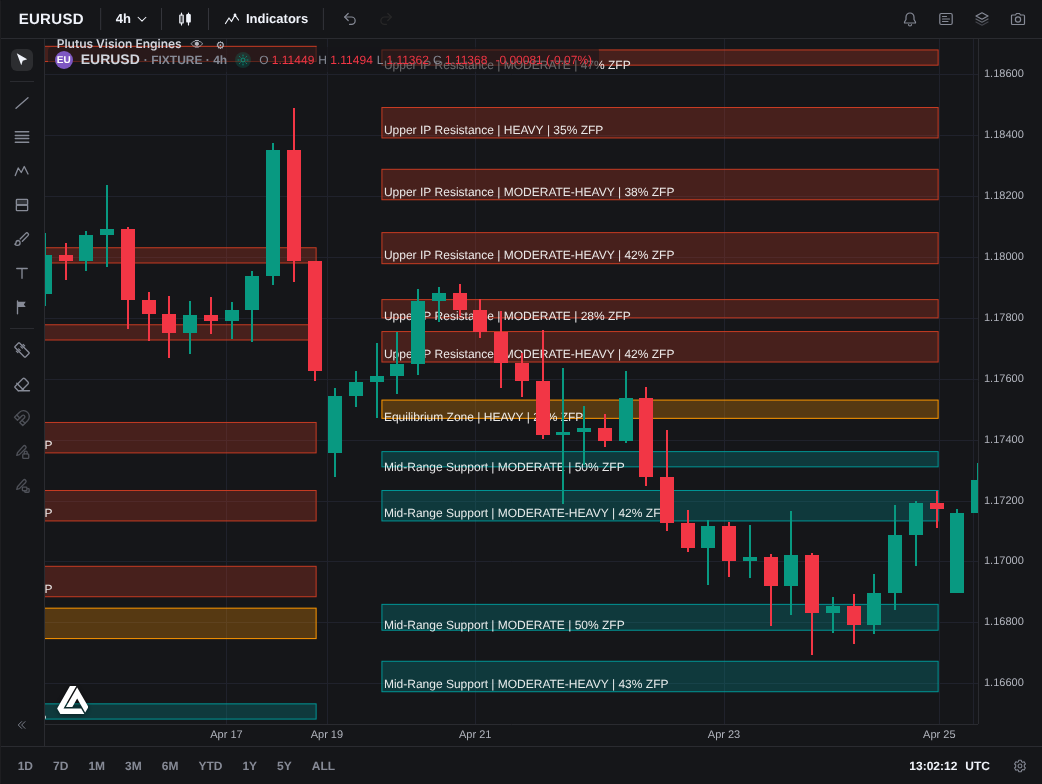 EURUSD 4h Indicators
Plutus Vision Engines
EU EURUSD · FIXTURE · 4h O 1.11449 H 1.11494 L 1.11362 C 1.11368 -0.00081 (-0.07%)
Upper IP Resistance | MODERATE | 47% ZFP
1.18600
Upper IP Resistance | HEAVY | 35% ZFP
1.18400
Upper IP Resistance | MODERATE-HEAVY | 38% ZFP
1.18200
Upper IP Resistance | MODERATE-HEAVY | 42% ZFP
1.18000
Upper IP Resistance | MODERATE | 28% ZFP
1.17800
Upper IP Resistance | MODERATE-HEAVY | 42% ZFP
1.17600
Equilibrium Zone | HEAVY | % ZFP
1.17400
P
Mid-Range Support | MODERATE | 50% ZFP
1.17200
P
Mid-Range Support | MODERATE-HEAVY | 42% ZFP
1.17000
P
1.16800
Mid-Range Support | MODERATE | 50% ZFP
1.16600
Mid-Range Support | MODERATE-HEAVY | 43% ZFP
Apr 17 Apr 19 Apr 21 Apr 23 Apr 25
1D 7D 1M 3M 6M YTD 1Y 5Y ALL 13:02:12 UTC